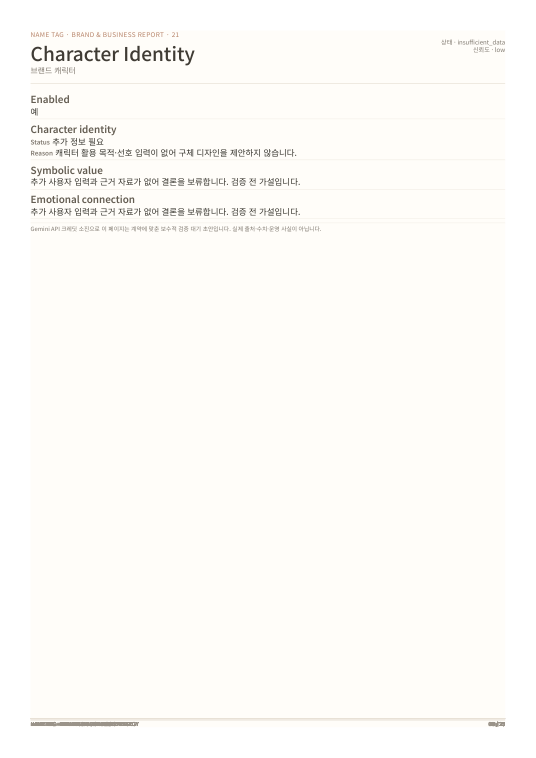 NAME TAG · BRAND & BUSINESS REPORT · 21
Character Identity
브랜드 캐릭터
상태 · insufficient_data
신뢰도 · low
Enabled
예
Character identity
Status 추가 정보 필요
Reason 캐릭터 활용 목적·선호 입력이 없어 구체 디자인을 제안하지 않습니다.
Symbolic value
추가 사용자 입력과 근거 자료가 없어 결론을 보류합니다. 검증 전 가설입니다.
Emotional connection
추가 사용자 입력과 근거 자료가 없어 결론을 보류합니다. 검증 전 가설입니다.
Gemini API 크레딧 소진으로 이 페이지는 계약에 맞춘 보수적 검증 대기 초안입니다. 실제 출처·수치·운영 사실이 아닙니다.